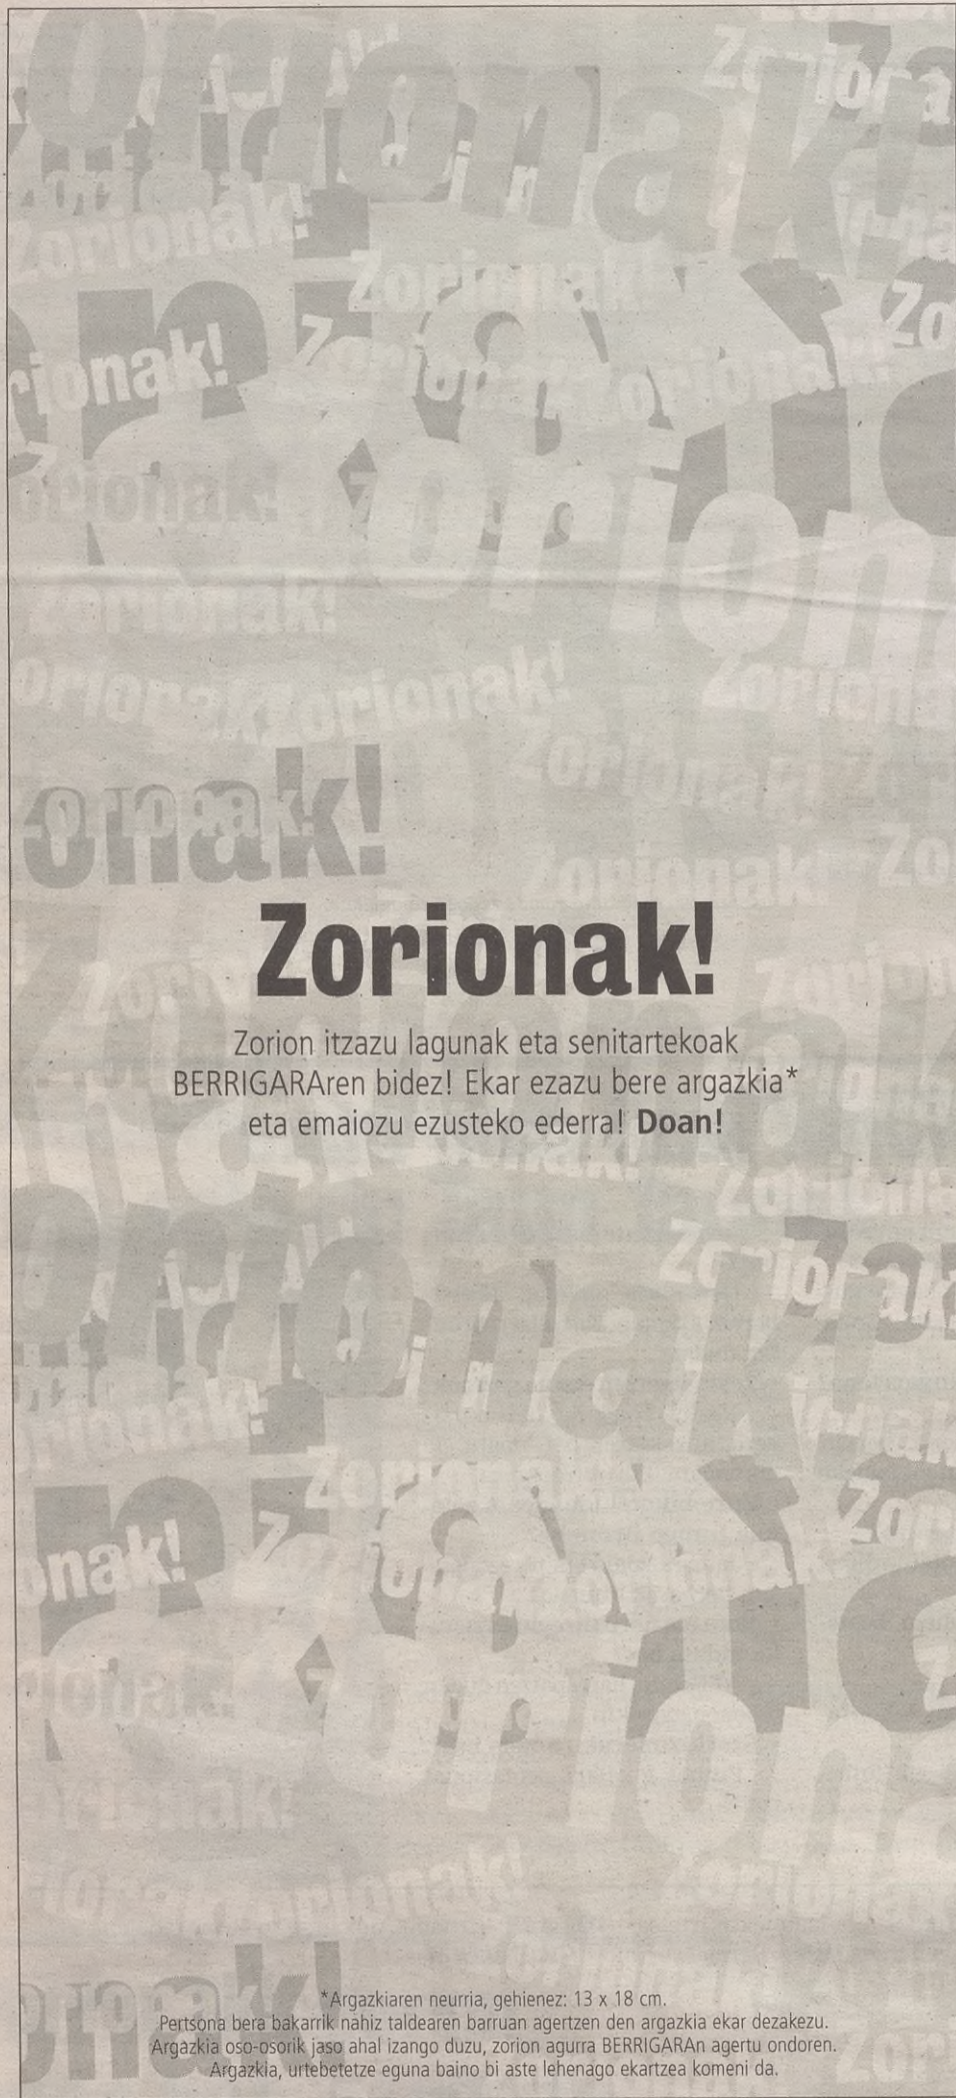 Zorionak!
Zorion itzazu lagunak eta senitartekoak
BERRIGARAren bidez! Ekar ezazu bere argazkia*
eta emaiozu ezusteko ederra! Doan!
*Argazkiaren neurria, gehienez: 13 x 18 cm.
Pertsona bera bakarrik nahiz taldearen barruan agertzen den argazkia ekar dezakezu.
Argazkia oso-osorik jaso ahal izango duzu, zorion agurra BERRIGARAn agertu ondoren.
Argazkia, urtebetetze eguna baino bi aste lehenago ekartzea komeni da.